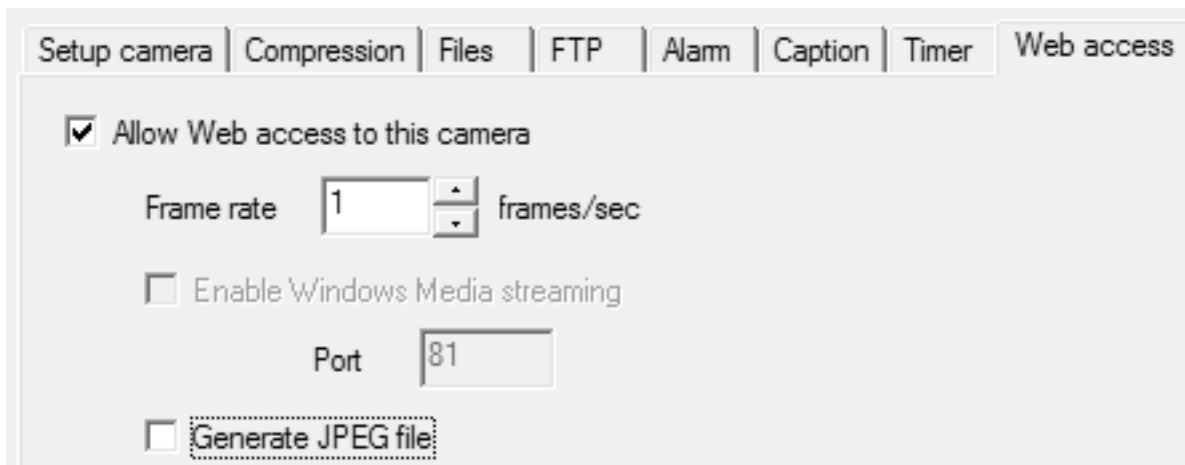 Setup camera Compression Files FTP Alarm Caption Timer Web access
Allow Web access to this camera
Frame rate 1 frames/sec
Enable Windows Media streaming
Port 81
Generate JPEG file